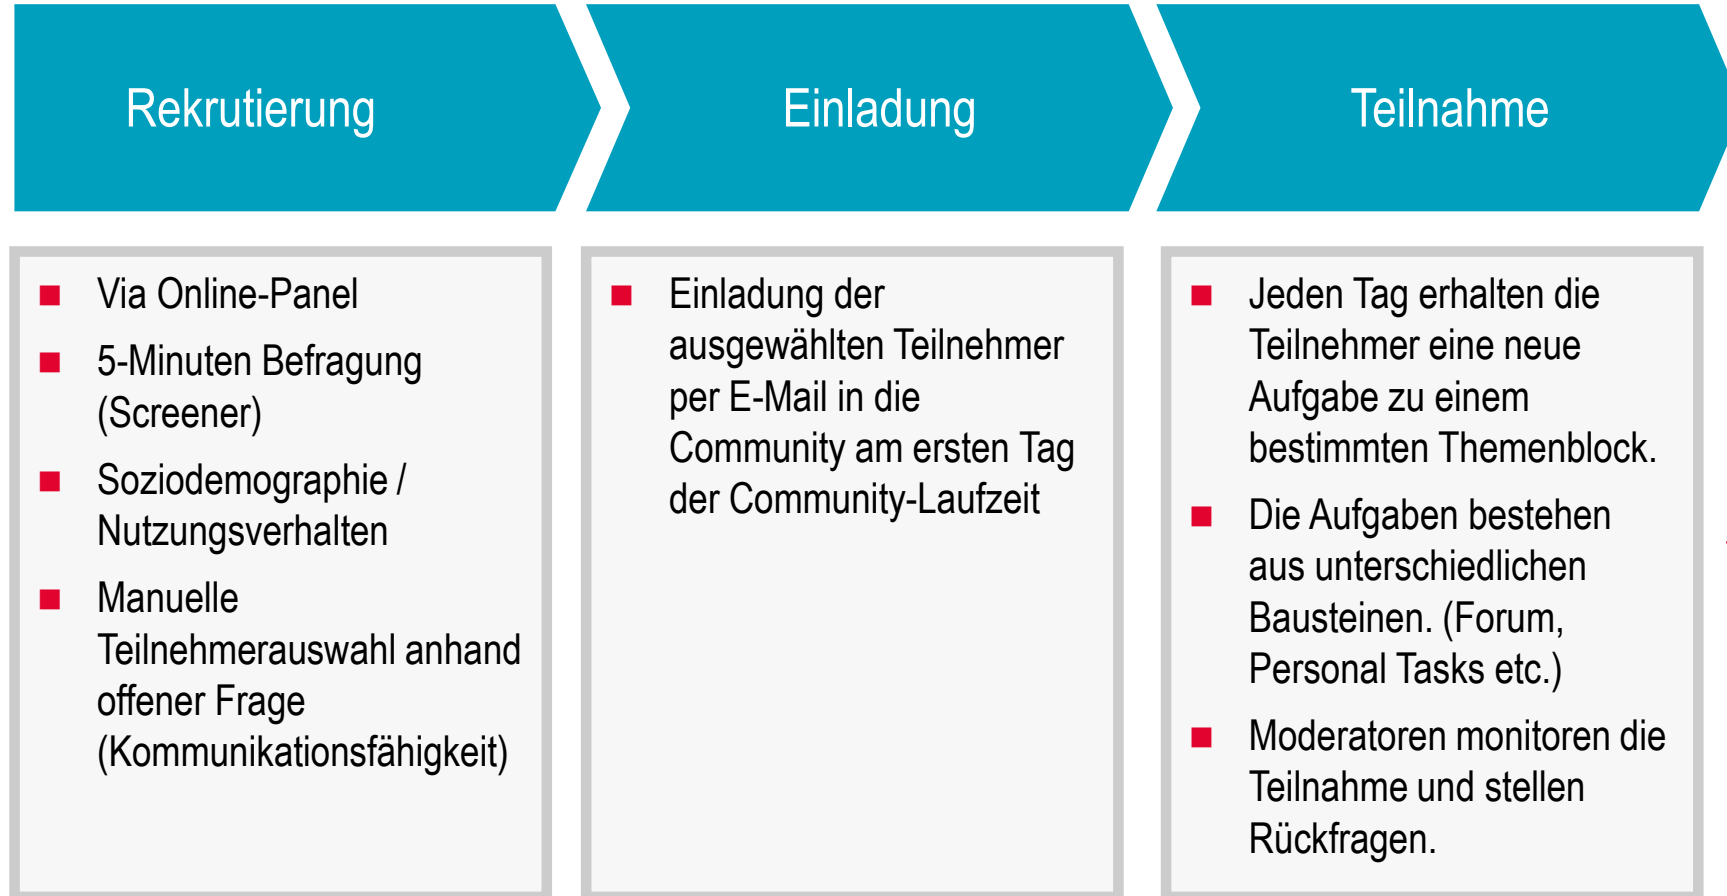 Rekrutierung
Einladung
Teilnahme
Via Online-Panel
5-Minuten Befragung
(Screener)
Soziodemographie /
Nutzungsverhalten
Manuelle
Teilnehmerauswahl anhand
offener Frage
(Kommunikationsfähigkeit)
Einladung der
ausgewählten Teilnehmer
per E-Mail in die
Community am ersten Tag
der Community-Laufzeit
Jeden Tag erhalten die
Teilnehmer eine neue
Aufgabe zu einem
bestimmten Themenblock.
Die Aufgaben bestehen
aus unterschiedlichen
Bausteinen. (Forum,
Personal Tasks etc.)
Moderatoren monitoren die
Teilnahme und stellen
Rückfragen.